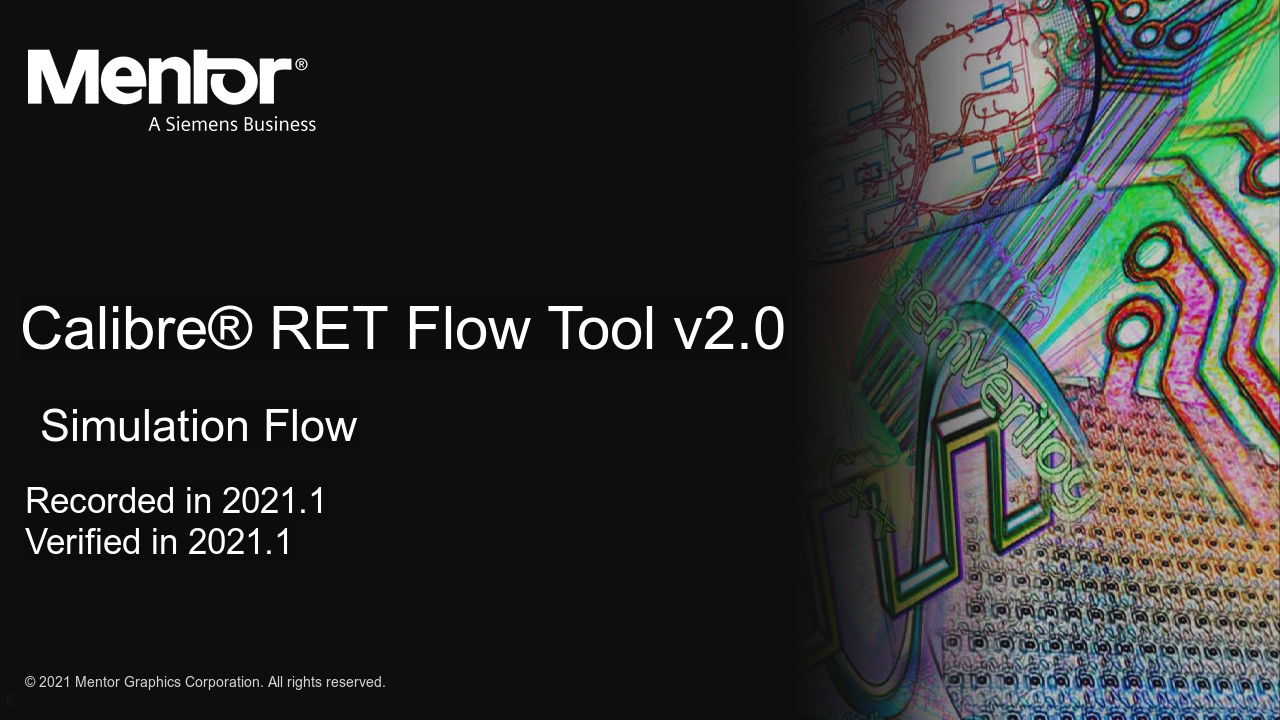 Mentor®
A Siemens Business
Calibre® RET Flow Tool v2.0
Simulation Flow
Recorded in 2021.1
Verified in 2021.1
© 2021 Mentor Graphics Corporation. All rights reserved.
stemVerilog